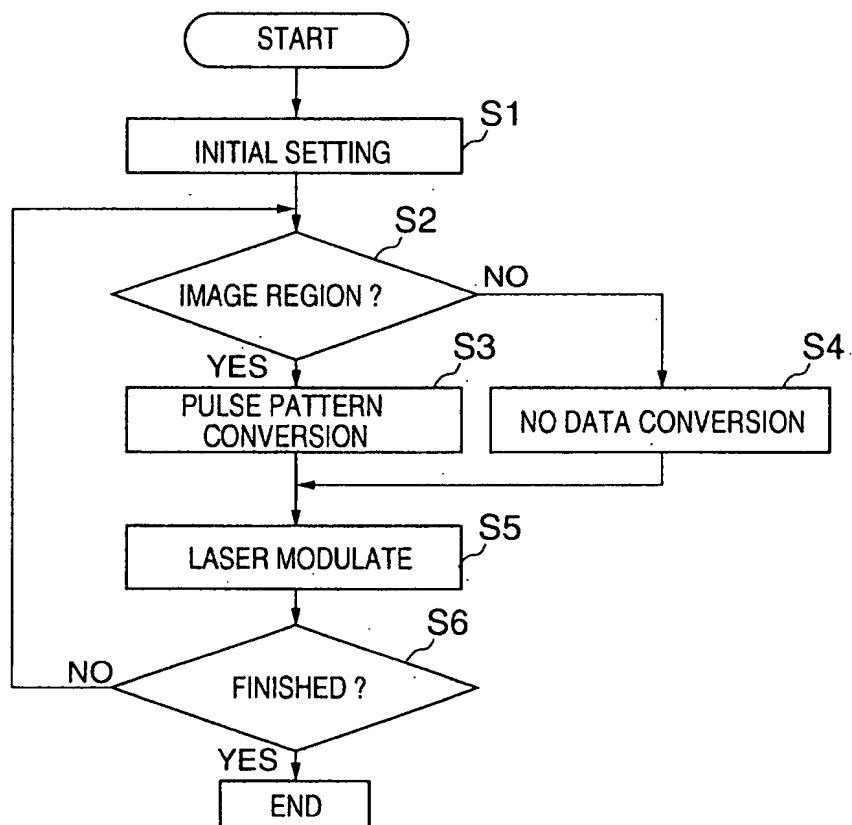 START
S1
INITIAL SETTING
S2
IMAGE REGION ?
NO
YES
S3
PULSE PATTERN
CONVERSION
S4
NO DATA CONVERSION
S5
LASER MODULATE
S6
NO
FINISHED ?
YES
END